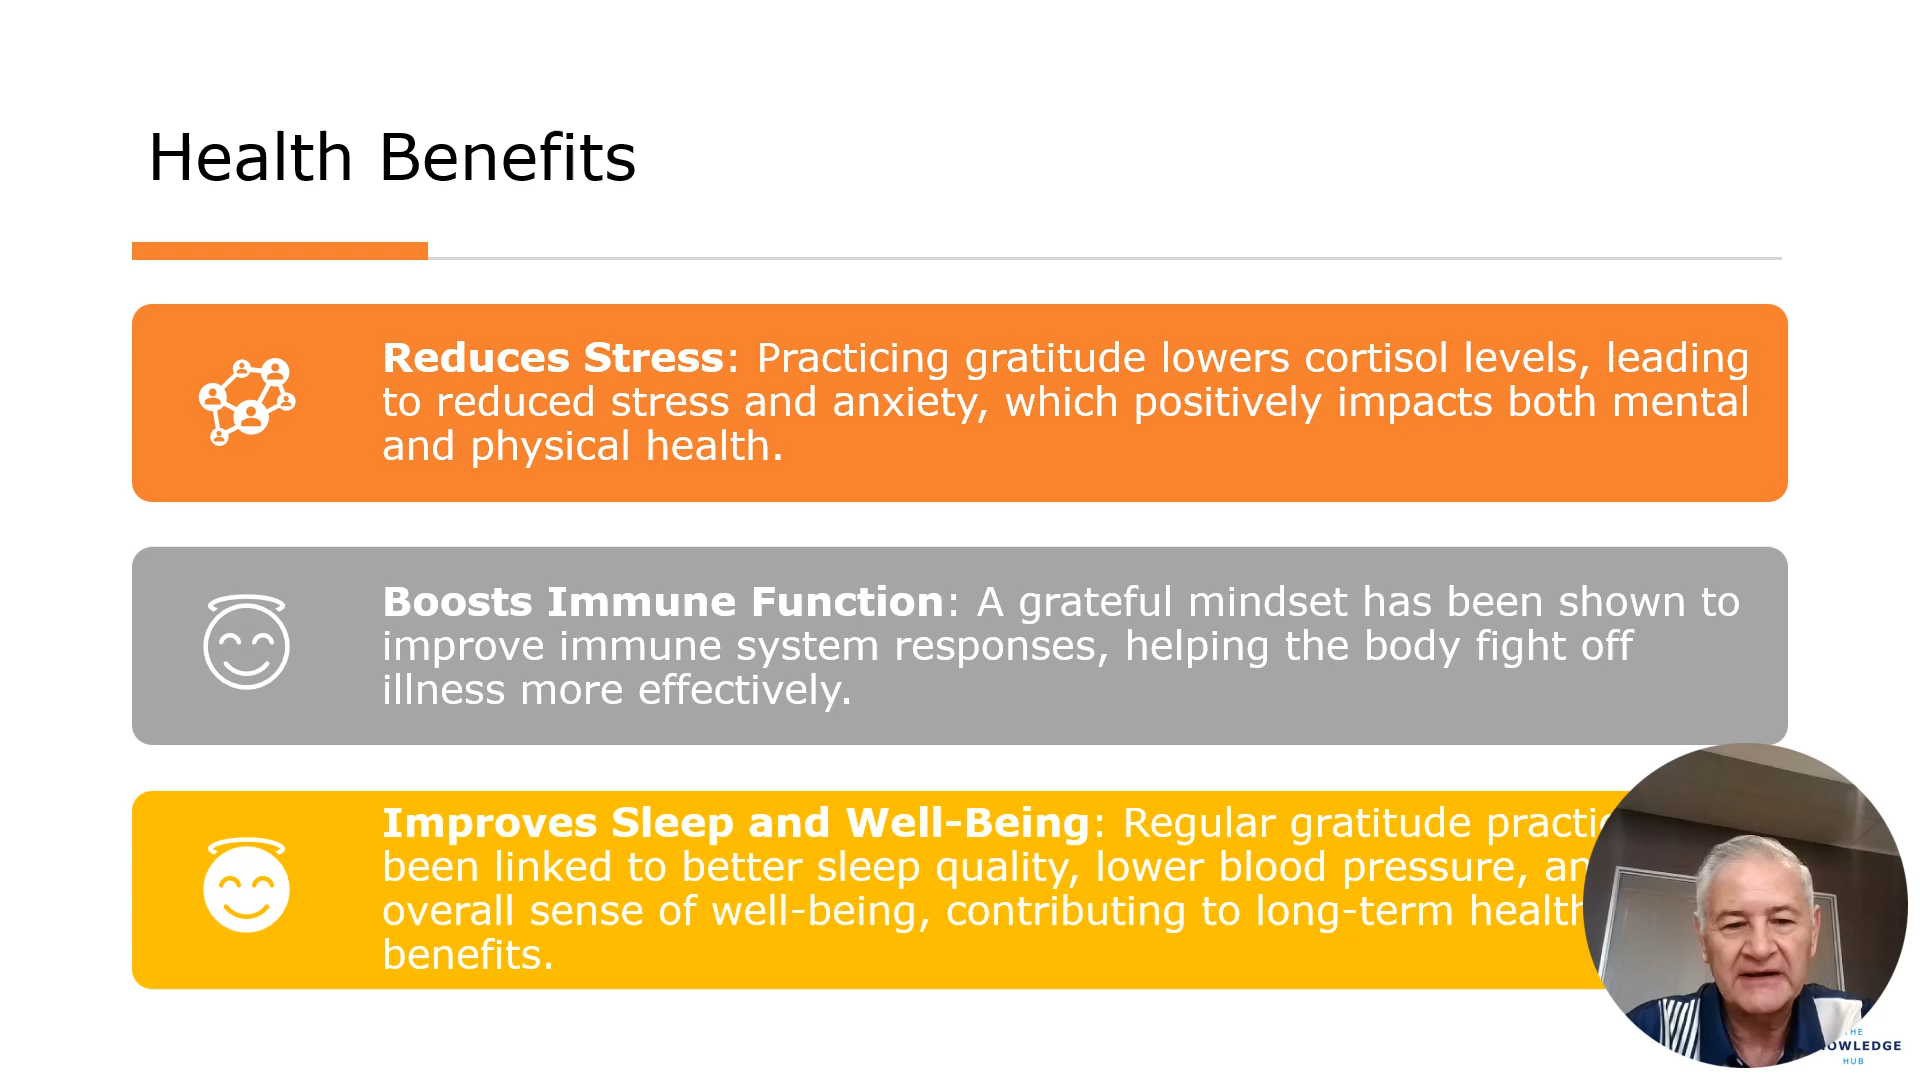 Health Benefits
Reduces Stress: Practicing gratitude lowers cortisol levels, leading
to reduced stress and anxiety, which positively impacts both mental
and physical health.
Boosts Immune Function: A grateful mindset has been shown to
improve immune system responses, helping the body fight off
illness more effectively.
Improves Sleep and Well-Being: Regular gratitude
been linked to better sleep quality, lower blood pressure,
overall sense of well-being, contributing to long-term health
benefits.
HUB